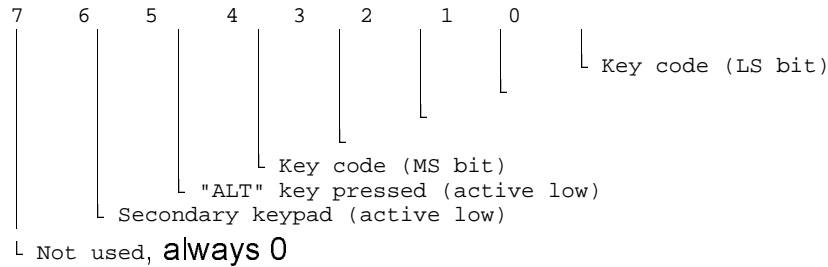 7 6 5 4 3 2 1 0
Key code (LS bit)
Key code (MS bit)
"ALT" key pressed (active low)
Secondary keypad (active low)
Not used, always 0